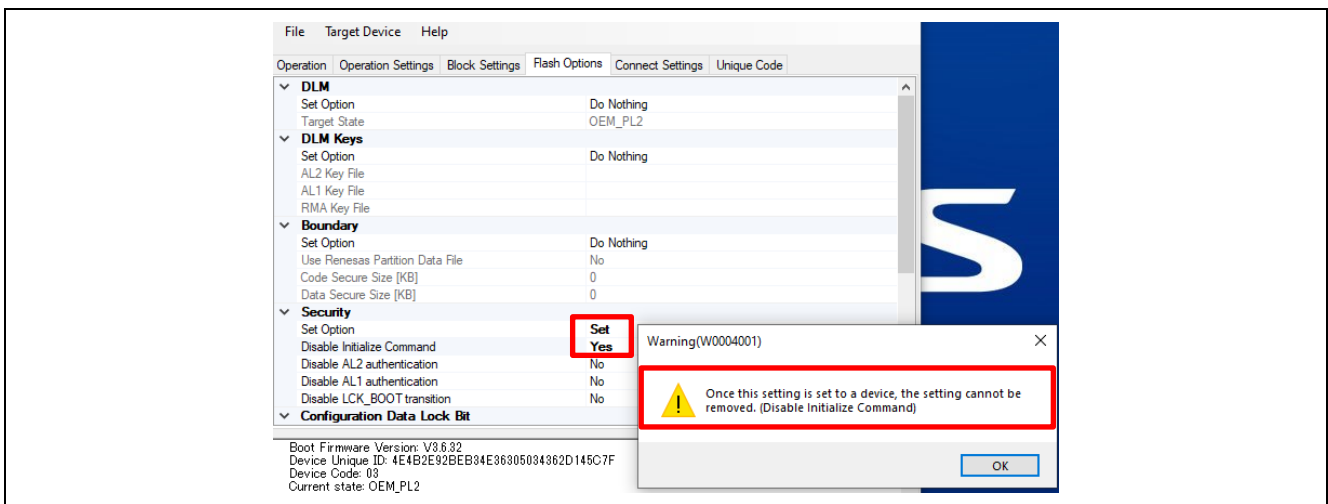 File Target Device Help
Operation Operation Settings Block Settings Flash Options Connect Settings Unique Code
DLM
Set Option Do Nothing
Target State OEM_PL2
DLM Keys
Set Option Do Nothing
AL2 Key File
AL1 Key File
RMA Key File
Boundary
Set Option Do Nothing
Use Renesas Partition Data File No
Code Secure Size [KB] 0
Data Secure Size [KB] 0
Security
Set Option Set
Disable Initialize Command Yes
Disable AL2 authentication No
Disable AL1 authentication No
Disable LCK_BOOT transition No
Configuration Data Lock Bit
Warning(W0004001)
Once this setting is set to a device, the setting cannot be
removed. (Disable Initialize Command)
OK
Boot Firmware Version: V3.6.32
Device Unique ID: 4E4B2E92BEB34E36305034362D145C7F
Device Code: 03
Current state: OEM_PL2
S